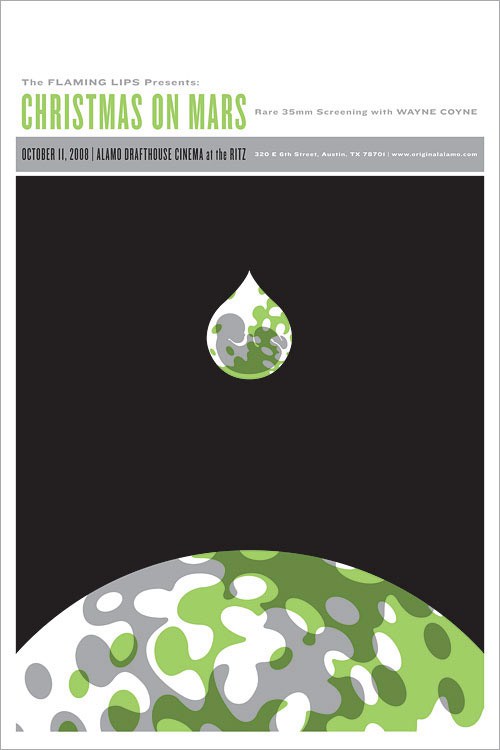 The FLAMING LIPS Presents:
CHRISTMAS ON MARS
Rare 35mm Screening with WAYNE COYNE
OCTOBER 11, 2008 | ALAMO DRAFTHOUSE CINEMA at the RITZ
320 E 6th Street, Austin, TX 78701 | www.originalalamo.com